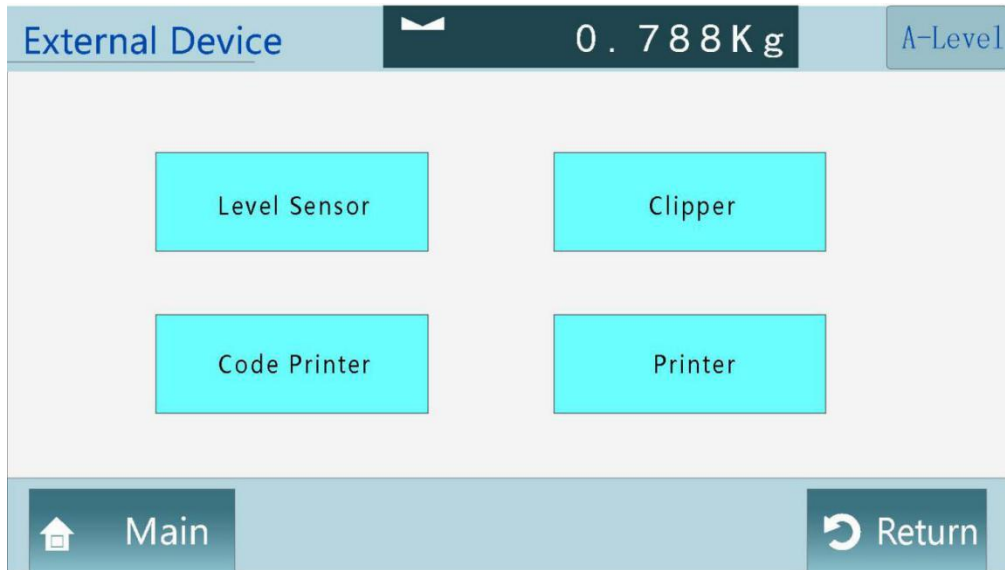 External Device
0.788Kg
A-Level
Level Sensor
Clipper
Code Printer
Printer
Main
Return